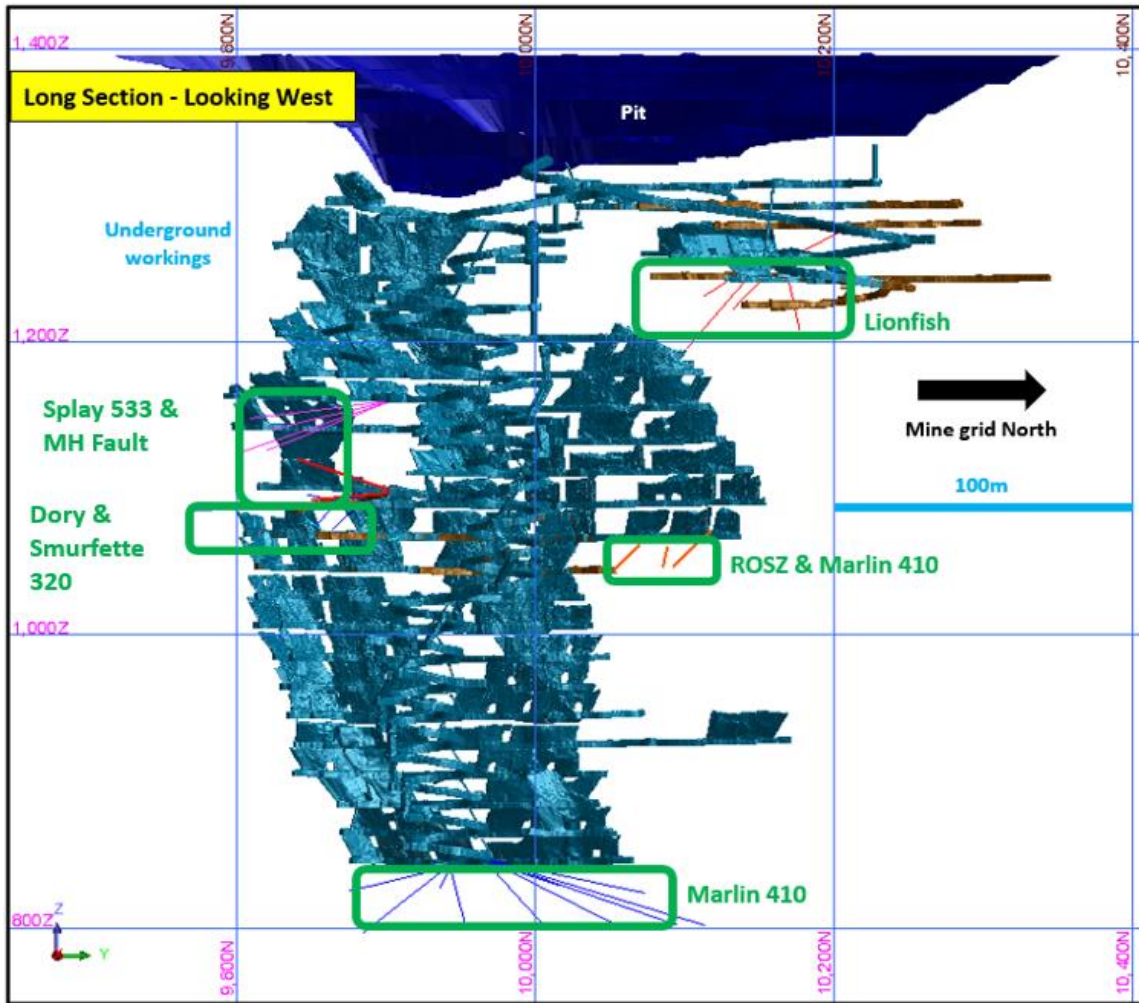 1,400Z
9,800N
10,000N
10,200N
10,400N
Long Section - Looking West
Pit
Underground
workings
Lionfish
1,200Z
Splay 533 &
MH Fault
Mine grid North
100m
Dory &
Smurfette
320
ROSZ & Marlin 410
1,000Z
Marlin 410
800Z
Z
Y
9,800N
10,000N
10,200N
10,400N